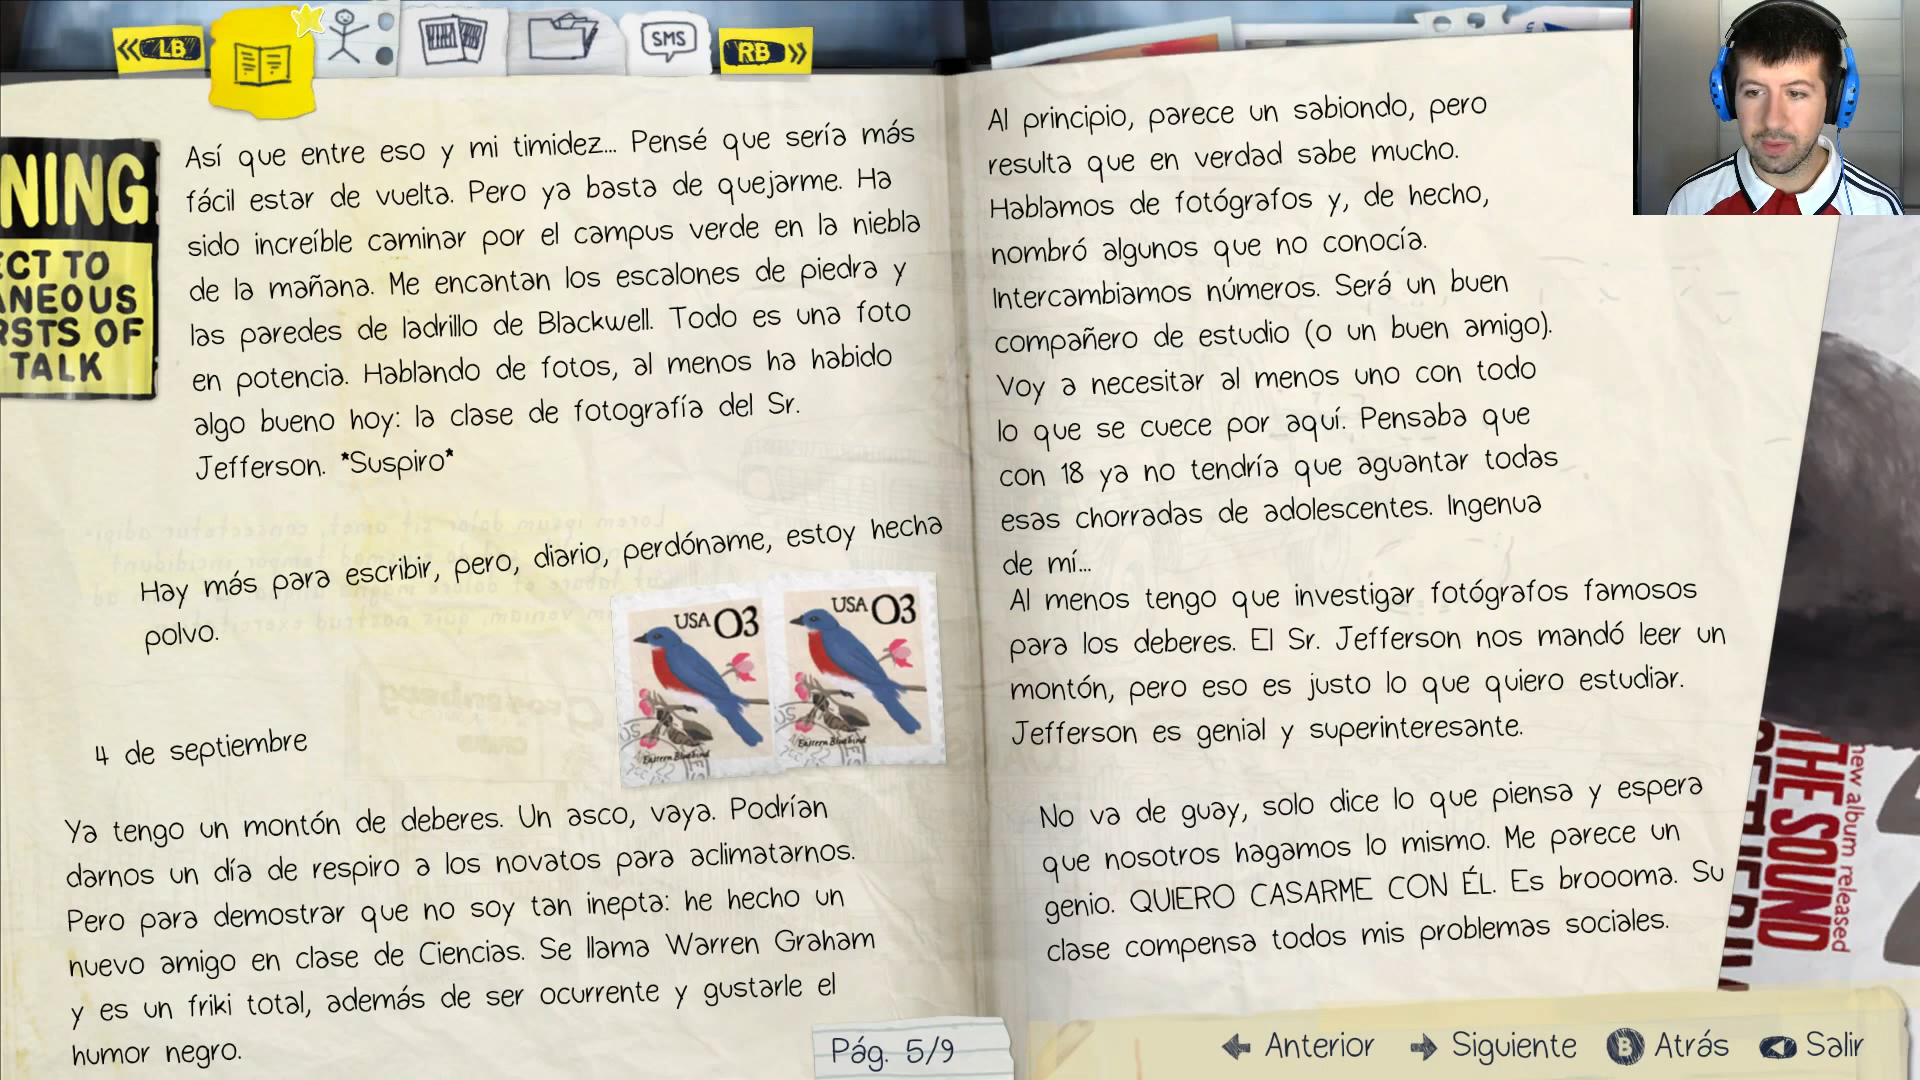 LB
SMS
RB
NING
ECT TO
ANEOUS
RSTS OF
TALK
Así que entre eso y mi timidez... Pensé que sería más
fácil estar de vuelta. Pero ya basta de quejarme. Ha
sido increíble caminar por el campus verde en la niebla
de la mañana. Me encantan los escalones de piedra y
las paredes de ladrillo de Blackwell. Todo es una foto
en potencia. Hablando de fotos, al menos ha habido
algo bueno hoy: la clase de fotografía del Sr.
Jefferson. *Suspiro*
Hay más para escribir, pero, diario, perdóname, estoy hecha
polvo.
USA 03
Eastern Bluebird
USA 03
Eastern Bluebird
4 de septiembre
Ya tengo un montón de deberes. Un asco, vaya. Podrían
darnos un día de respiro a los novatos para aclimatarnos.
Pero para demostrar que no soy tan inepta: he hecho un
nuevo amigo en clase de Ciencias. Se llama Warren Graham
y es un friki total, además de ser ocurrente y gustarle el
humor negro.
Al principio, parece un sabiondo, pero
resulta que en verdad sabe mucho.
Hablamos de fotógrafos y, de hecho,
nombró algunos que no conocía.
Intercambiamos números. Será un buen
compañero de estudio (o un buen amigo).
Voy a necesitar al menos uno con todo
lo que se cuece por aquí. Pensaba que
con 18 ya no tendría que aguantar todas
esas chorradas de adolescentes. Ingenua
de mí...
Al menos tengo que investigar fotógrafos famosos
para los deberes. El Sr. Jefferson nos mandó leer un
montón, pero eso es justo lo que quiero estudiar.
Jefferson es genial y superinteresante.
No va de guay, solo dice lo que piensa y espera
que nosotros hagamos lo mismo. Me parece un
genio. QUIERO CASARME CON ÉL. Es broooma. Su
clase compensa todos mis problemas sociales.
new album released
THE SOUND
Pág. 5/9
Anterior
Siguiente
B Atrás
Salir